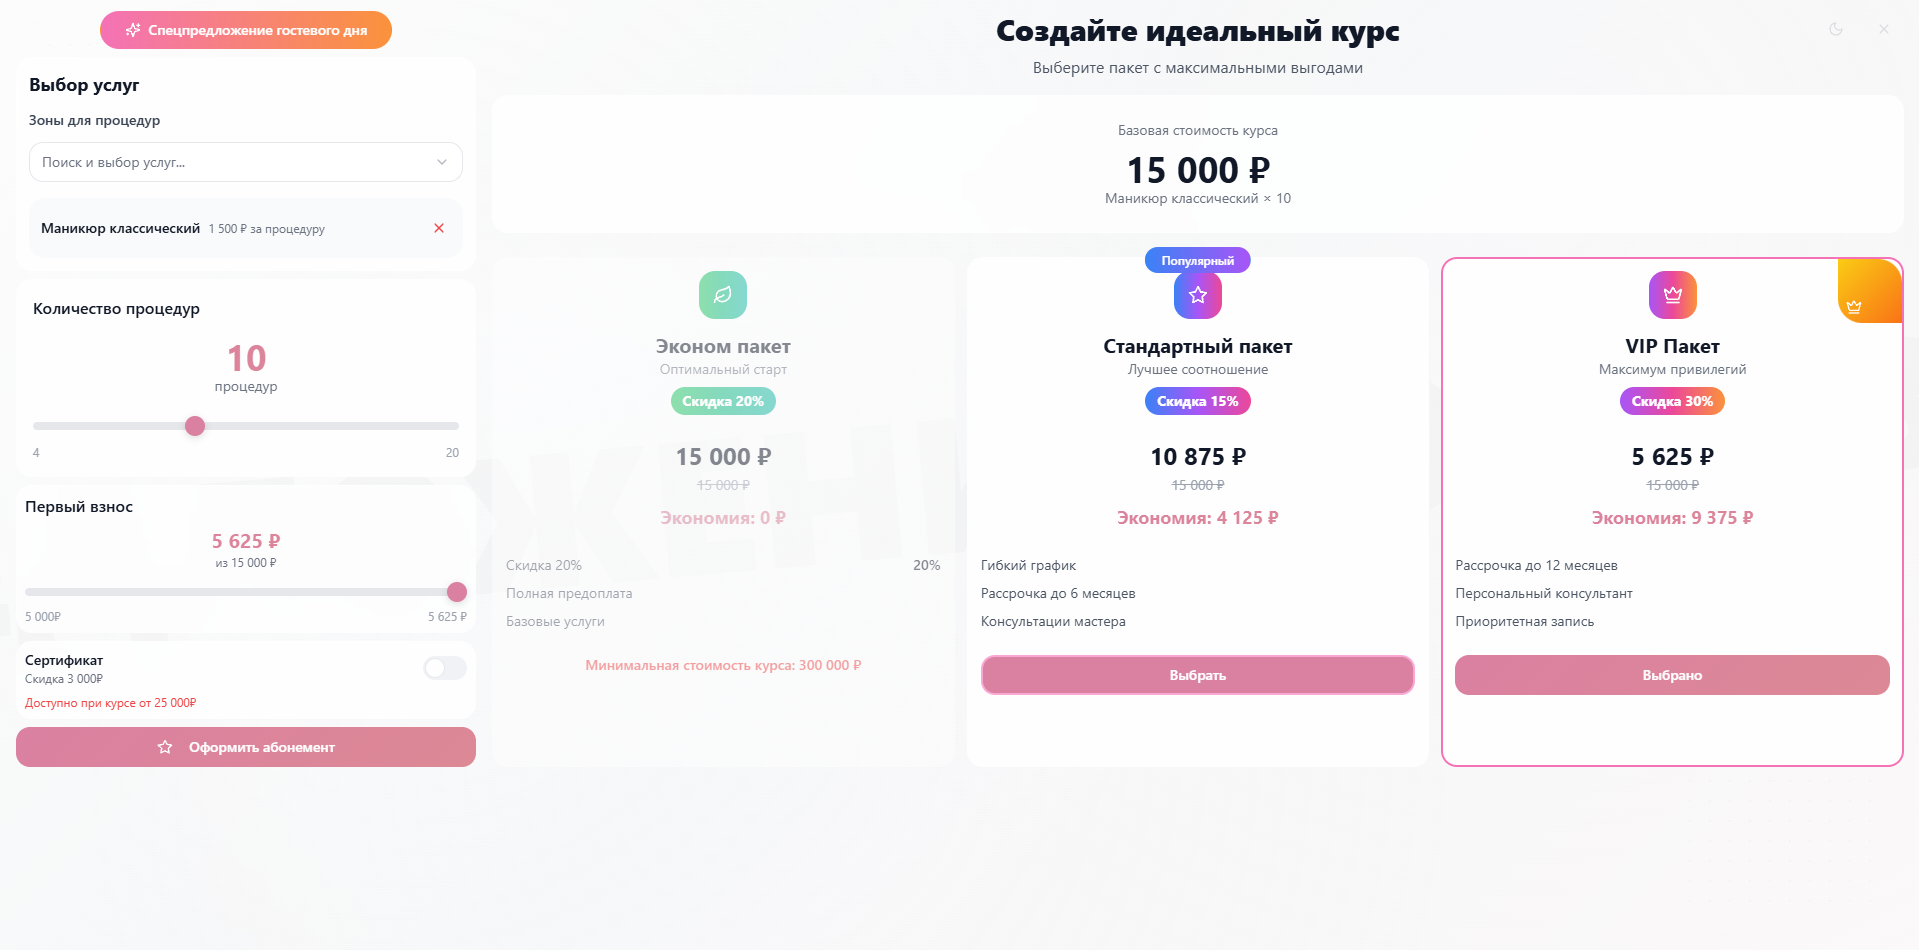 Спецпредложение гостевого дня
Выбор услуг
Зоны для процедур
Поиск и выбор услуг...
Маникюр классический 1 500 ₽ за процедуру
Количество процедур
10
процедур
4 20
Первый взнос
5 625 ₽
из 15 000 ₽
5 000₽ 5 625 ₽
Сертификат
Скидка 3 000₽
Доступно при курсе от 25 000₽
Оформить абонемент
Создайте идеальный курс
Выберите пакет с максимальными выгодами
Базовая стоимость курса
15 000 ₽
Маникюр классический × 10
Эконом пакет
Оптимальный старт
Скидка 20%
15 000 ₽
15 000 ₽
Экономия: 0 ₽
Скидка 20% 20%
Полная предоплата
Базовые услуги
Минимальная стоимость курса: 300 000 ₽
Популярный
Стандартный пакет
Лучшее соотношение
Скидка 15%
10 875 ₽
15 000 ₽
Экономия: 4 125 ₽
Гибкий график
Рассрочка до 6 месяцев
Консультации мастера
Выбрать
VIP Пакет
Максимум привилегий
Скидка 30%
5 625 ₽
15 000 ₽
Экономия: 9 375 ₽
Рассрочка до 12 месяцев
Персональный консультант
Приоритетная запись
Выбрано